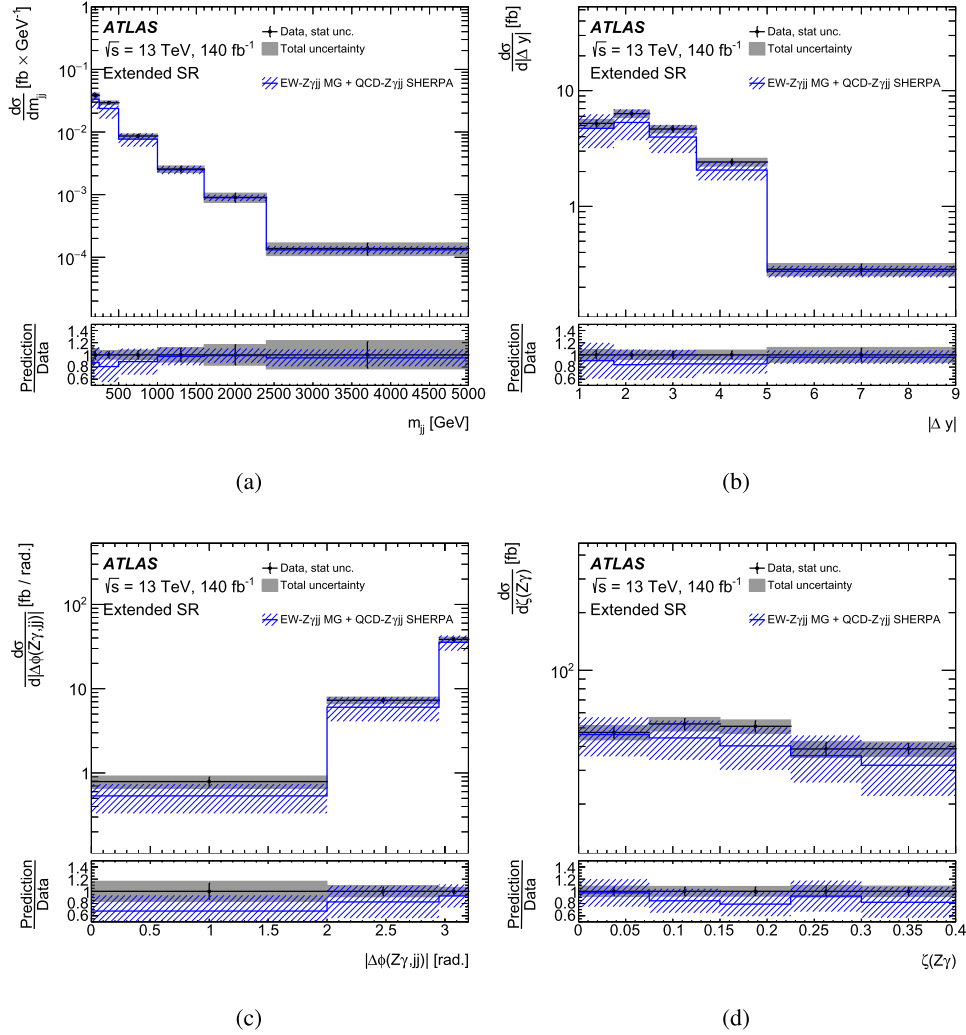 ATLAS
√s = 13 TeV, 140 fb⁻¹
Extended SR
Data, stat unc.
Total uncertainty
EW-Zγjj MG + QCD-Zγjj SHERPA
dσ/dm_jj [fb × GeV⁻¹]
1
10⁻¹
10⁻²
10⁻³
10⁻⁴
Prediction/Data
1.4
1.2
1
0.8
0.6
500 1000 1500 2000 2500 3000 3500 4000 4500 5000
m_jj [GeV]
(a)
ATLAS
√s = 13 TeV, 140 fb⁻¹
Extended SR
Data, stat unc.
Total uncertainty
EW-Zγjj MG + QCD-Zγjj SHERPA
dσ/d|Δ y| [fb]
10
1
Prediction/Data
1.4
1.2
1
0.8
0.6
1 2 3 4 5 6 7 8 9
|Δ y|
(b)
ATLAS
√s = 13 TeV, 140 fb⁻¹
Extended SR
Data, stat unc.
Total uncertainty
EW-Zγjj MG + QCD-Zγjj SHERPA
dσ/d|Δϕ(Zγ,jj)| [fb / rad.]
10²
10
1
Prediction/Data
1.4
1.2
1
0.8
0.6
0 0.5 1 1.5 2 2.5 3
|Δϕ(Zγ,jj)| [rad.]
(c)
ATLAS
√s = 13 TeV, 140 fb⁻¹
Extended SR
Data, stat unc.
Total uncertainty
EW-Zγjj MG + QCD-Zγjj SHERPA
dσ/dζ(Zγ) [fb]
10²
Prediction/Data
1.4
1.2
1
0.8
0.6
0 0.05 0.1 0.15 0.2 0.25 0.3 0.35 0.4
ζ(Zγ)
(d)